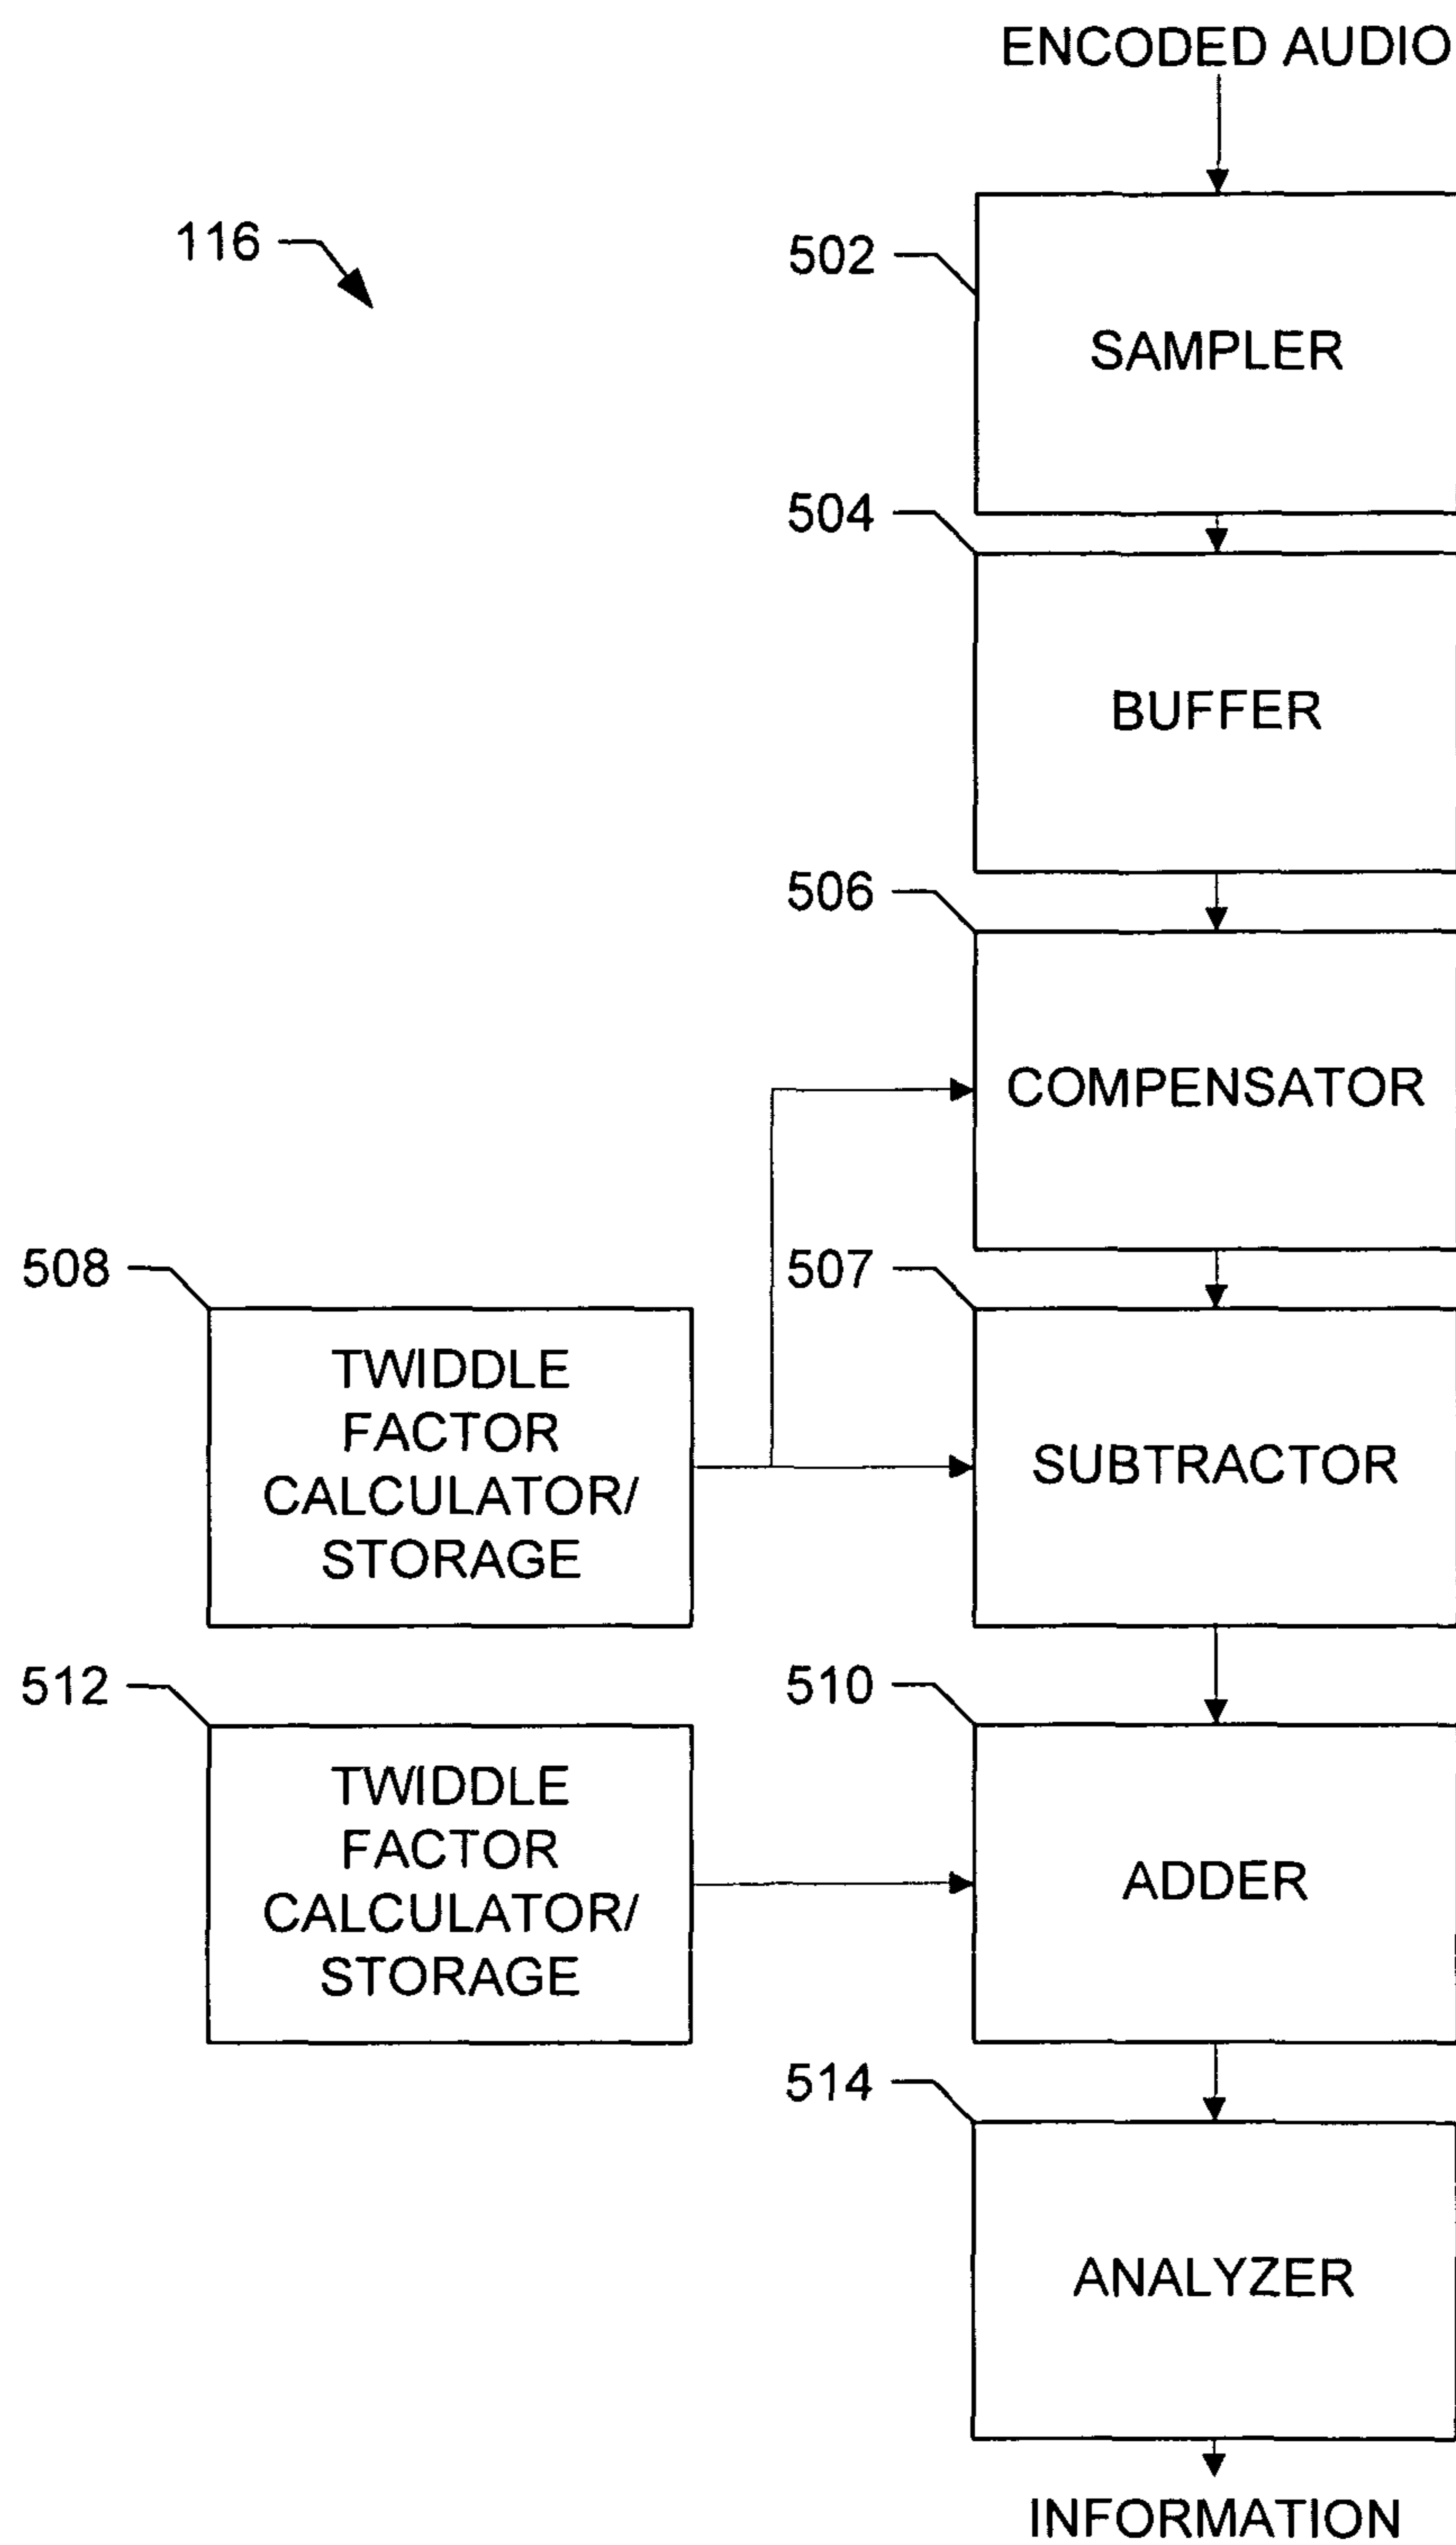 ENCODED AUDIO
116
502
SAMPLER
504
BUFFER
506
COMPENSATOR
508
507
TWIDDLE
FACTOR
CALCULATOR/
STORAGE
SUBTRACTOR
512
510
TWIDDLE
FACTOR
CALCULATOR/
STORAGE
ADDER
514
ANALYZER
INFORMATION